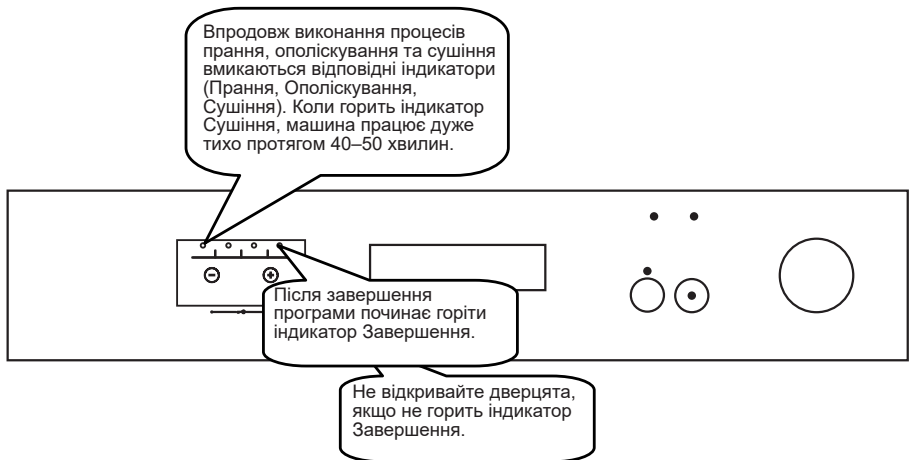 Впродовж виконання процесів
прання, ополіскування та сушіння
вмикаються відповідні індикатори
(Прання, Ополіскування,
Сушіння). Коли горить індикатор
Сушіння, машина працює дуже
тихо протягом 40–50 хвилин.
Після завершення
програми починає горіти
індикатор Завершення.
Не відкривайте дверцята,
якщо не горить індикатор
Завершення.